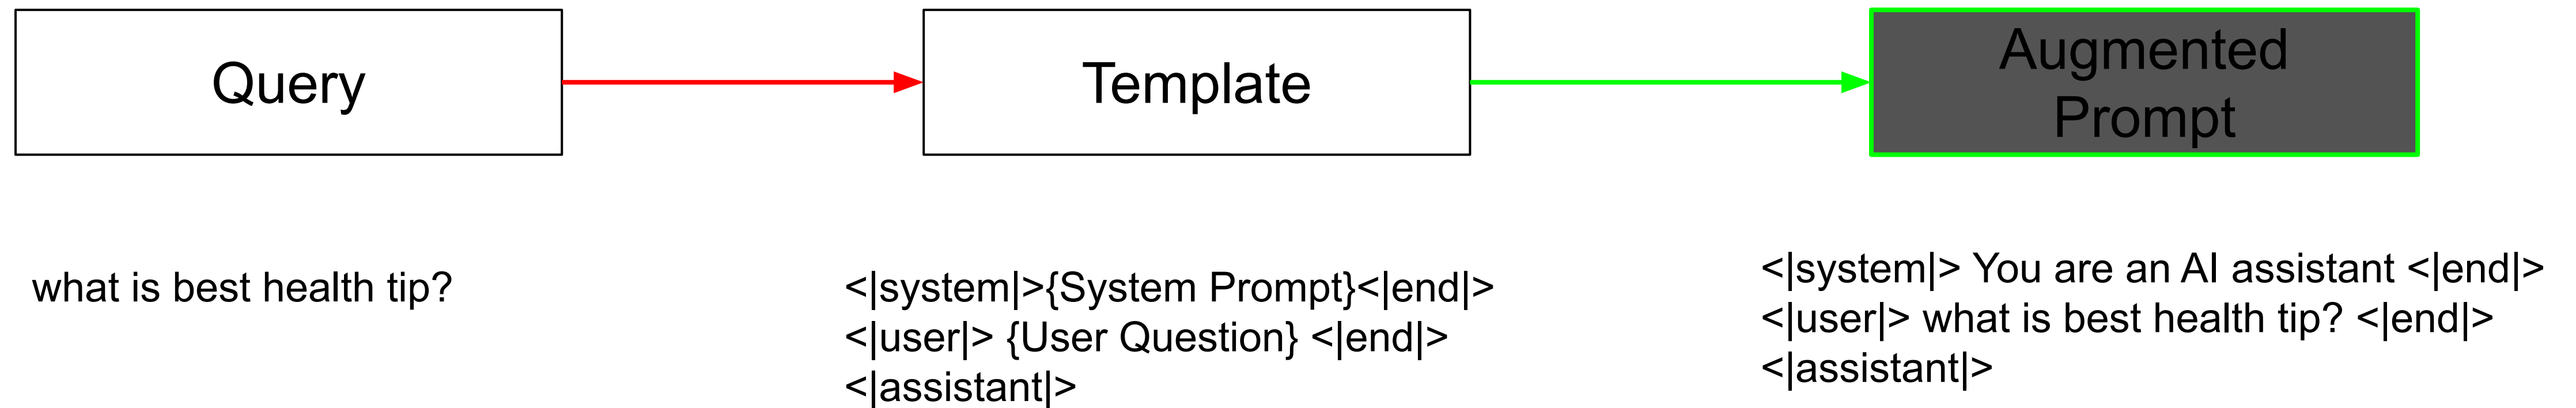 Query
Template
Augmented
Prompt
what is best health tip?
<|system|>{System Prompt}<|end|>
<|user|> {User Question} <|end|>
<|assistant|>
<|system|> You are an AI assistant <|end|>
<|user|> what is best health tip? <|end|>
<|assistant|>